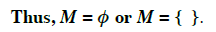 Thus, M = ϕ or M = { }.